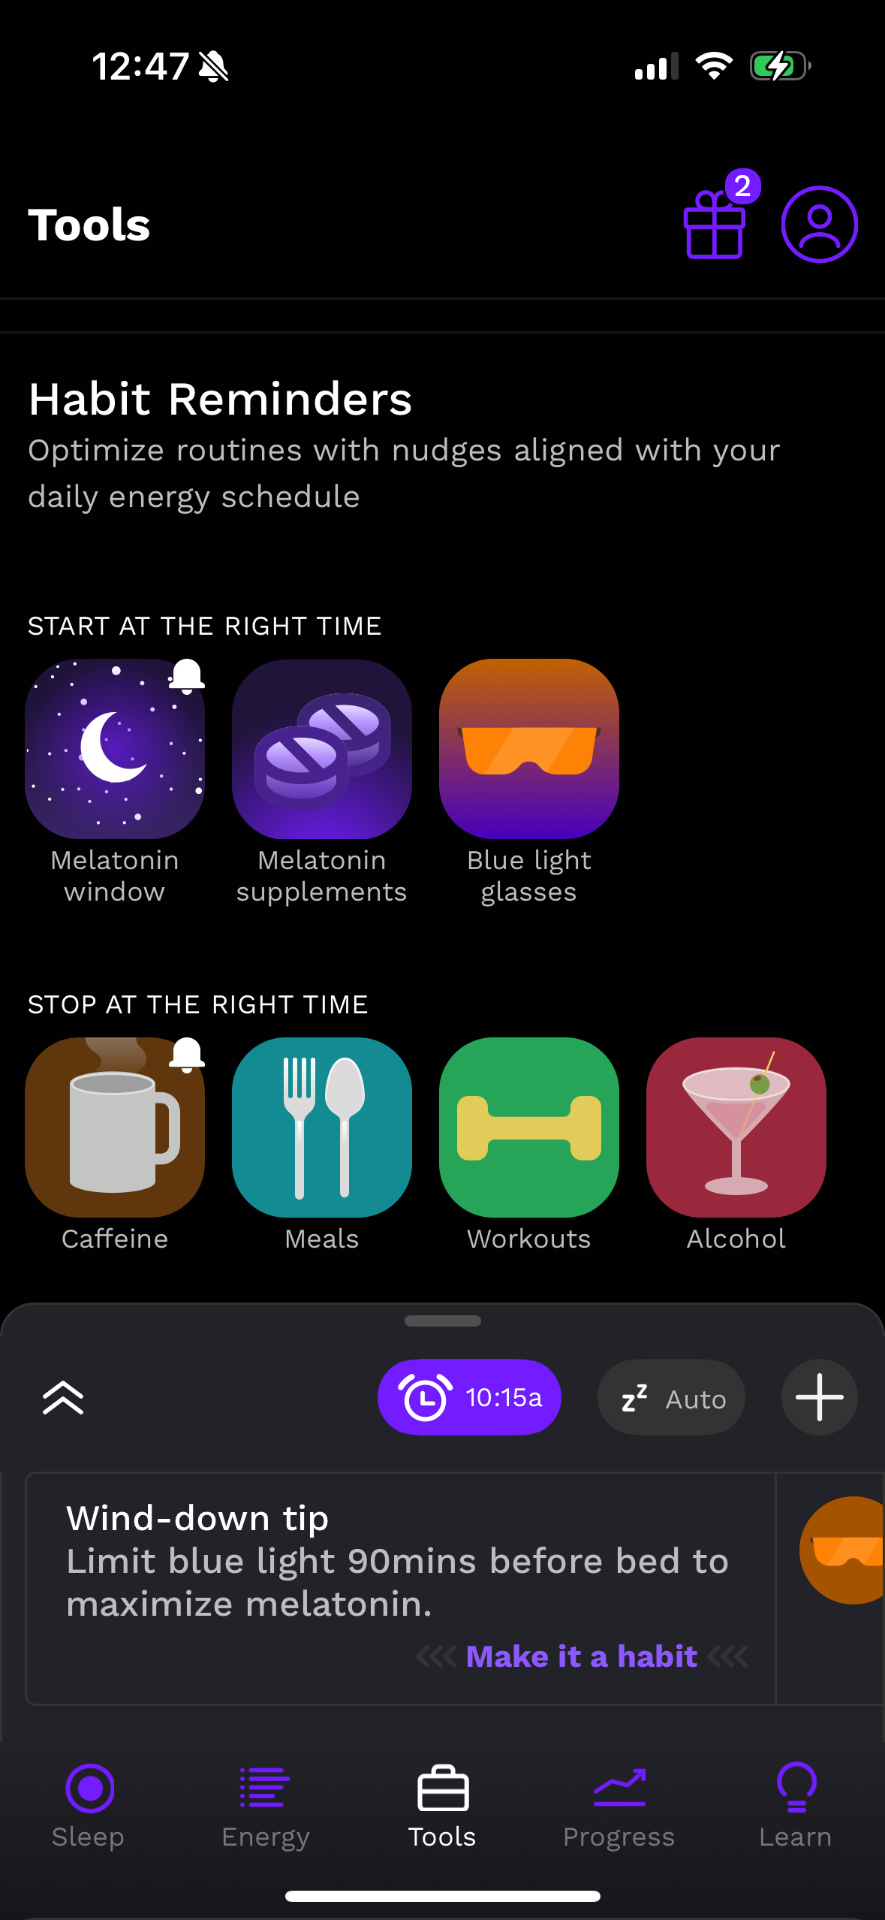 12:47
2
Tools
Habit Reminders
Optimize routines with nudges aligned with your
daily energy schedule
START AT THE RIGHT TIME
Melatonin window
Melatonin supplements
Blue light glasses
STOP AT THE RIGHT TIME
Caffeine
Meals
Workouts
Alcohol
10:15a
zz Auto
Wind-down tip
Limit blue light 90mins before bed to
maximize melatonin.
Make it a habit
Sleep
Energy
Tools
Progress
Learn